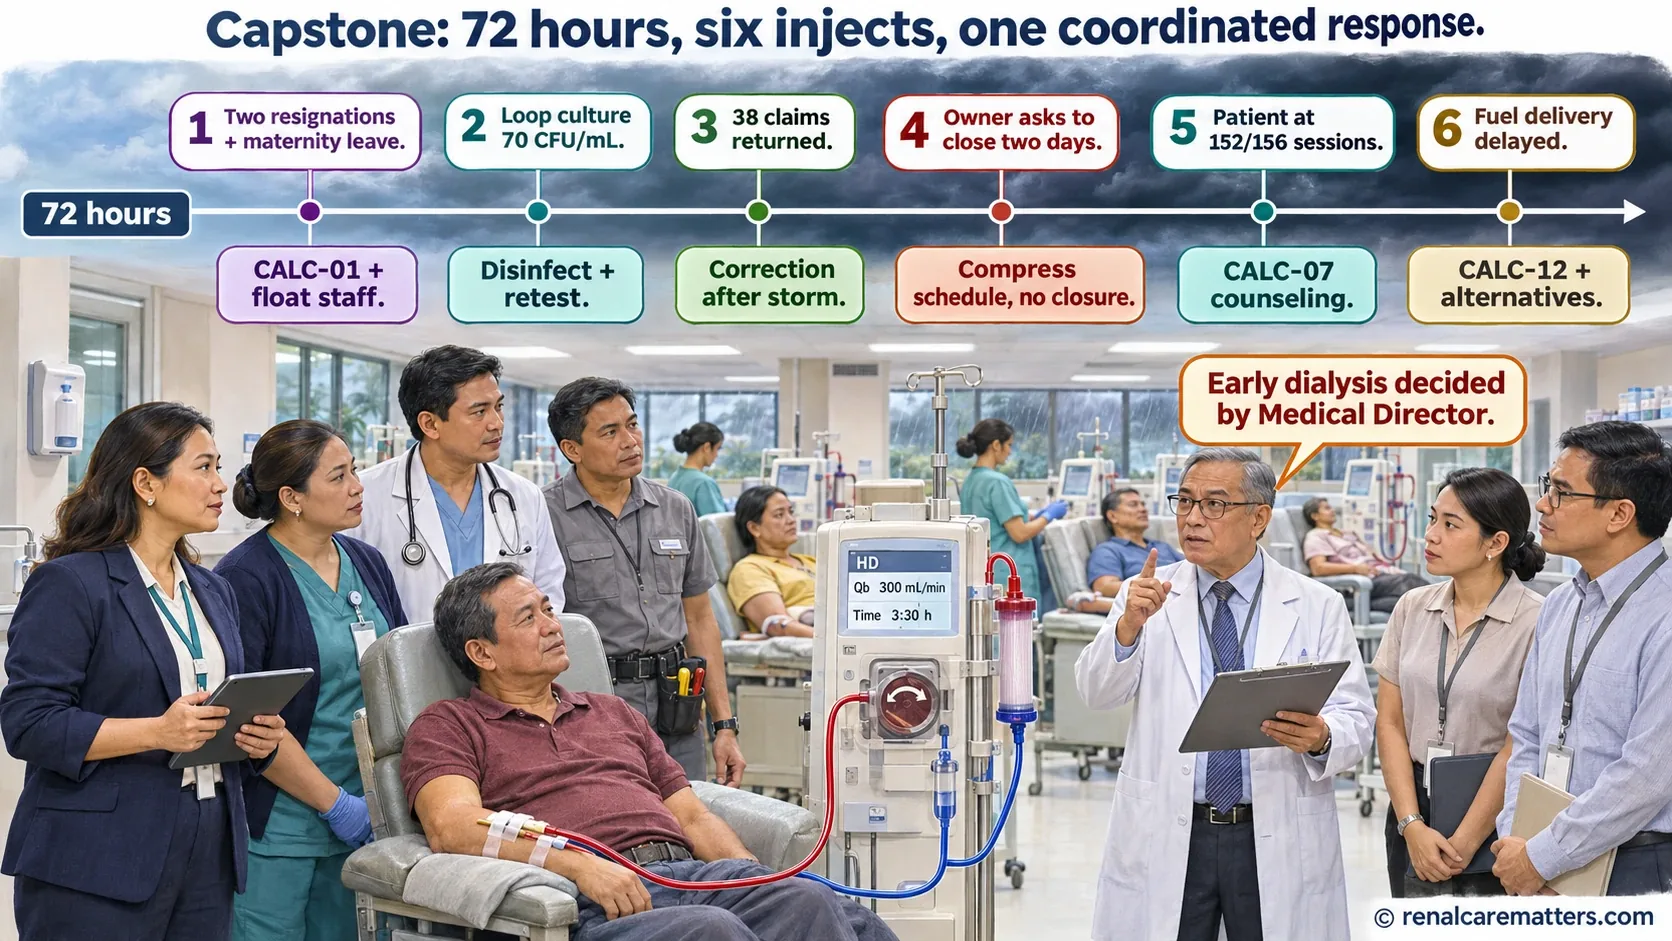 Capstone: 72 hours, six injects, one coordinated response.
1 Two resignations
+ maternity leave.
2 Loop culture
70 CFU/mL.
3 38 claims
returned.
4 Owner asks to
close two days.
5 Patient at
152/156 sessions.
6 Fuel delivery
delayed.
72 hours
CALC-01 +
float staff.
Disinfect +
retest.
Correction
after storm.
Compress
schedule, no closure.
CALC-07
counseling.
CALC-12 +
alternatives.
Early dialysis decided
by Medical Director.
HD
Qb 300 mL/min
Time 3:30 h
© renalcarematters.com